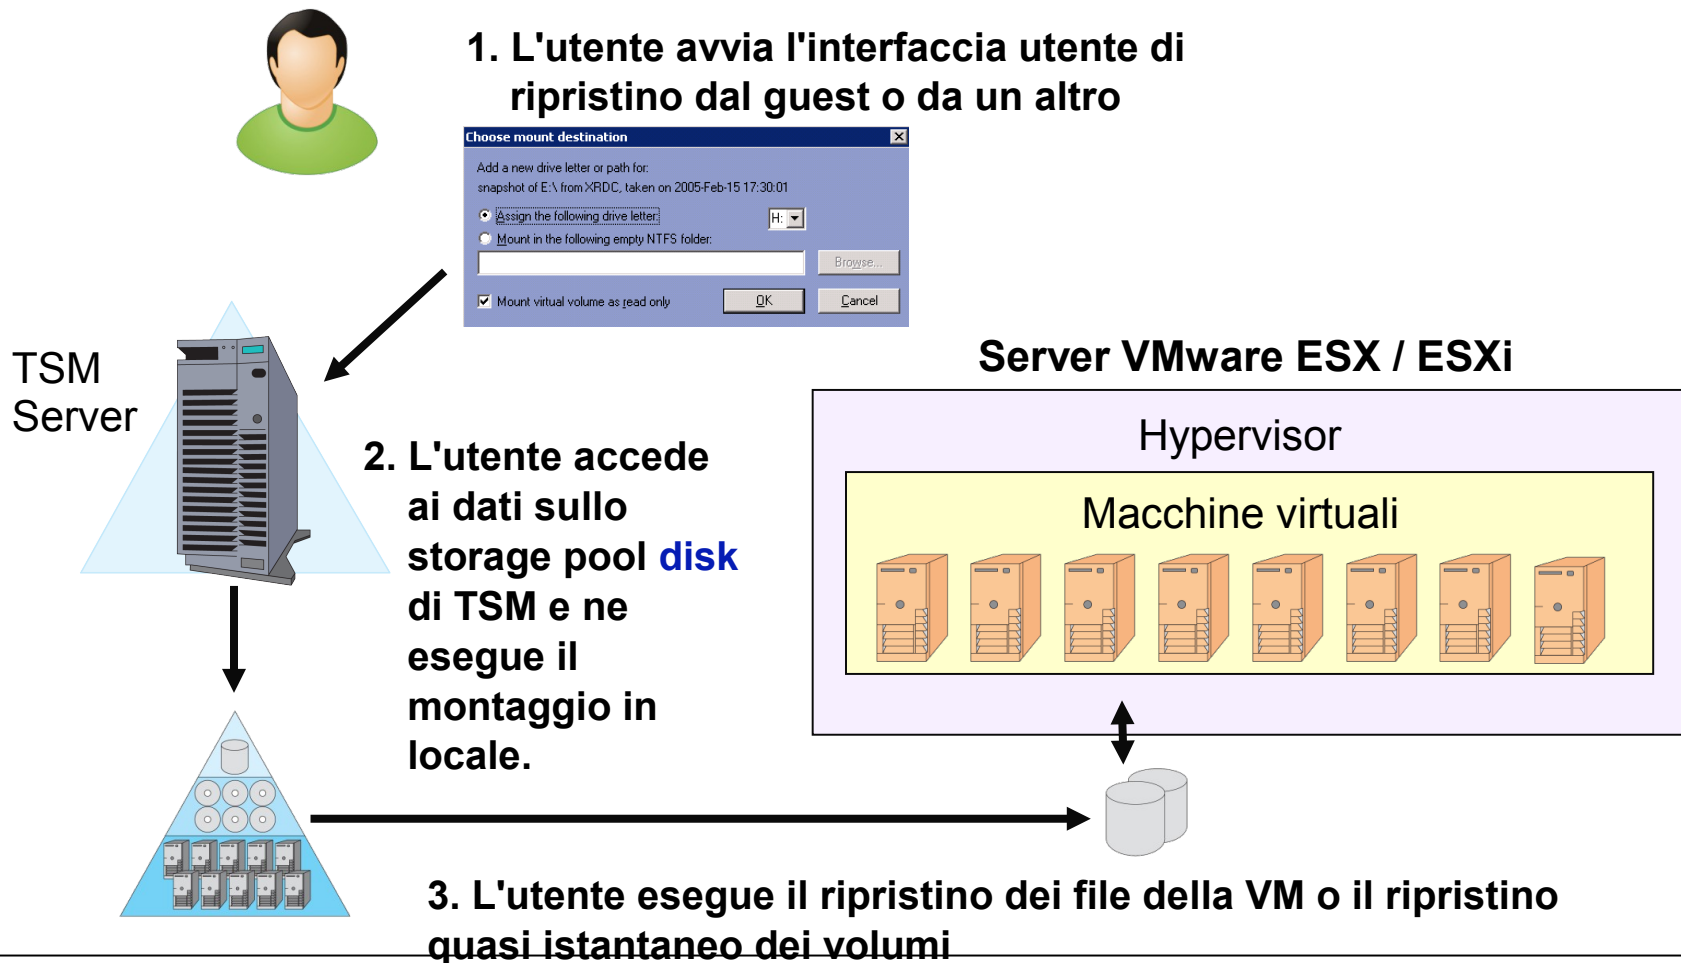 1. L'utente avvia l'interfaccia utente di
ripristino dal guest o da un altro
Choose mount destination
Add a new drive letter or path for:
snapshot of E:\ from XRDC, taken on 2005-Feb-15 17:30:01
Assign the following drive letter:
H:
Mount in the following empty NTFS folder:
Browse...
Mount virtual volume as read only
OK
Cancel
TSM
Server
2. L'utente accede
ai dati sullo
storage pool disk
di TSM e ne
esegue il
montaggio in
locale.
Server VMware ESX / ESXi
Hypervisor
Macchine virtuali
3. L'utente esegue il ripristino dei file della VM o il ripristino
quasi istantaneo dei volumi